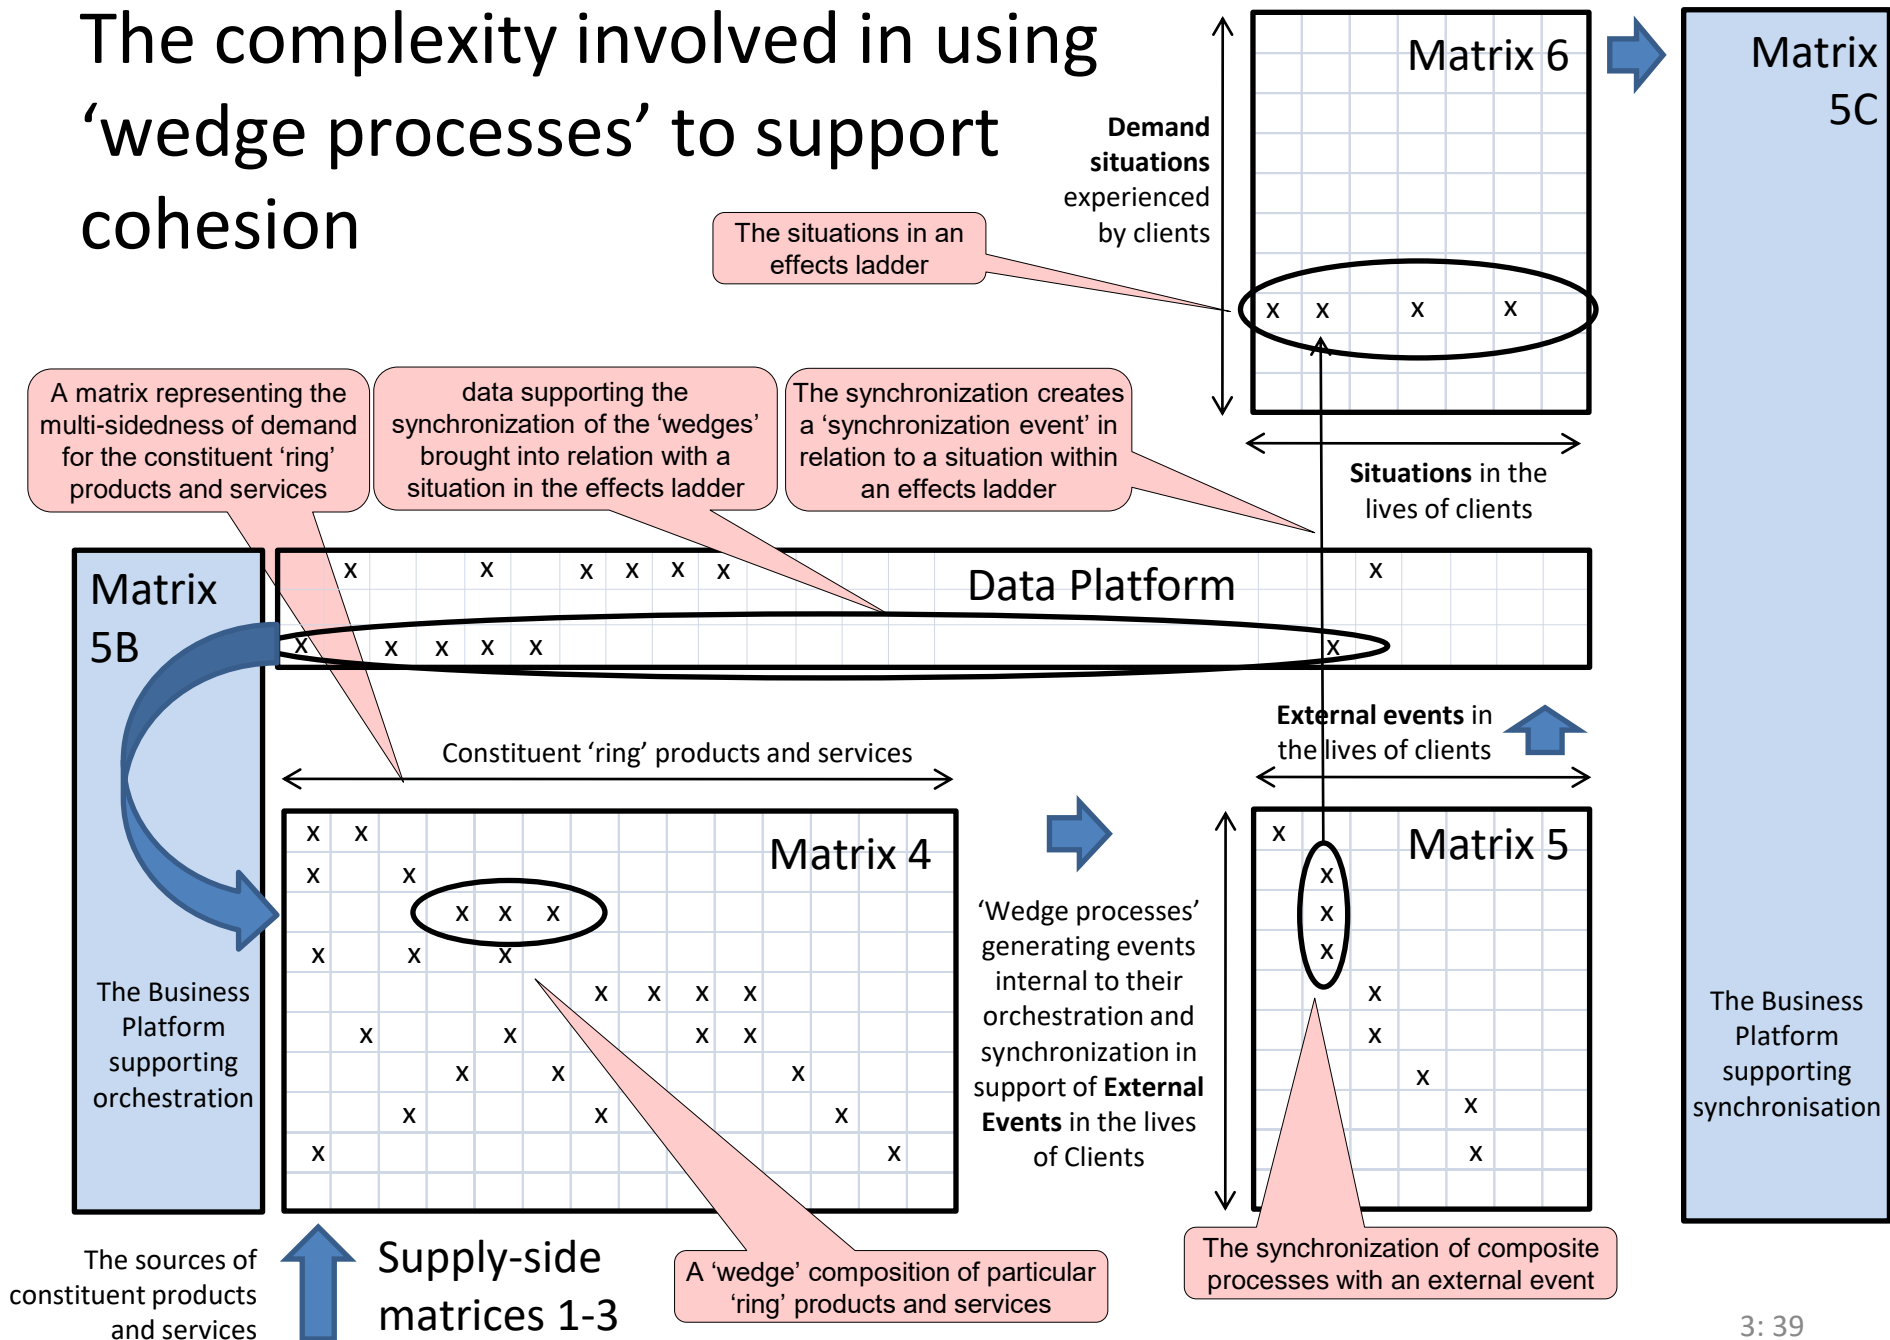 The complexity involved in using
‘wedge processes’ to support
cohesion
Matrix 6
Matrix
5C
Demand
situations
experienced
by clients
The situations in an
effects ladder
x x x x
A matrix representing the
multi-sidedness of demand
for the constituent ‘ring’
products and services
data supporting the
synchronization of the ‘wedges’
brought into relation with a
situation in the effects ladder
The synchronization creates
a ‘synchronization event’ in
relation to a situation within
an effects ladder
Situations in the
lives of clients
Matrix
5B
x x x x x x x
Data Platform
x x x x x x
External events in
the lives of clients
Constituent ‘ring’ products and services
Matrix 4
x x
x x
x x x
x x x
x x x x
x x x x
x x x
x x x
x x
‘Wedge processes’
generating events
internal to their
orchestration and
synchronization in
support of External
Events in the lives
of Clients
Matrix 5
x
x
x
x
x
x
x
x
x
The Business
Platform
supporting
orchestration
The Business
Platform
supporting
synchronisation
The sources of
constituent products
and services
Supply-side
matrices 1-3
A ‘wedge’ composition of particular
‘ring’ products and services
The synchronization of composite
processes with an external event
3: 39